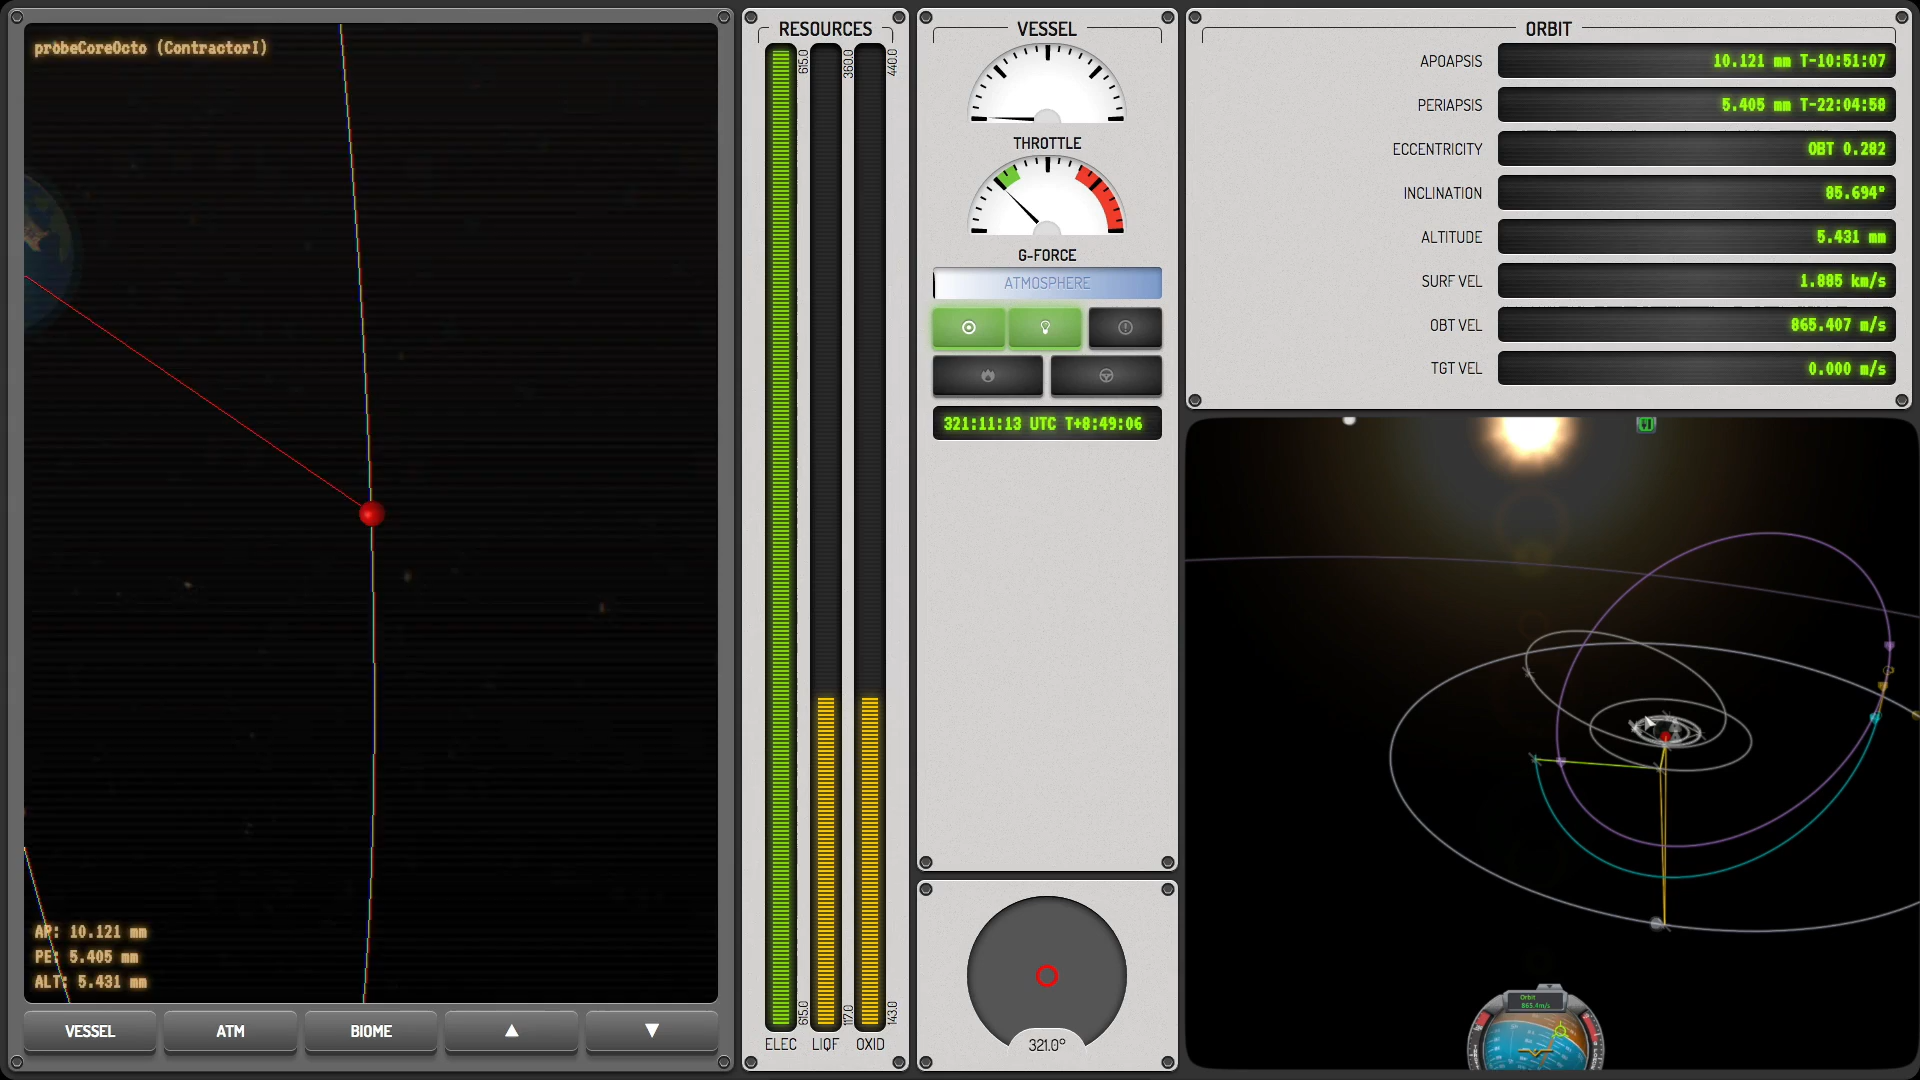 probeCoreOcto (ContractorI)
AP: 10.121 mm
PE: 5.405 mm
ALT: 5.431 mm
VESSEL
ATM
BIOME
▲
▼
RESOURCES
615.0
360.0
440.0
615.0
117.0
143.0
ELEC
LIQF
OXID
VESSEL
THROTTLE
G-FORCE
ATMOSPHERE
321:11:13 UTC T+8:49:06
321.0°
ORBIT
APOAPSIS 10.121 mm T-10:51:07
PERIAPSIS 5.405 mm T-22:04:50
ECCENTRICITY OBT 0.282
INCLINATION 85.694°
ALTITUDE 5.431 mm
SURF VEL 1.885 km/s
OBT VEL 865.407 m/s
TGT VEL 0.000 m/s
Orbit
865.4m/s